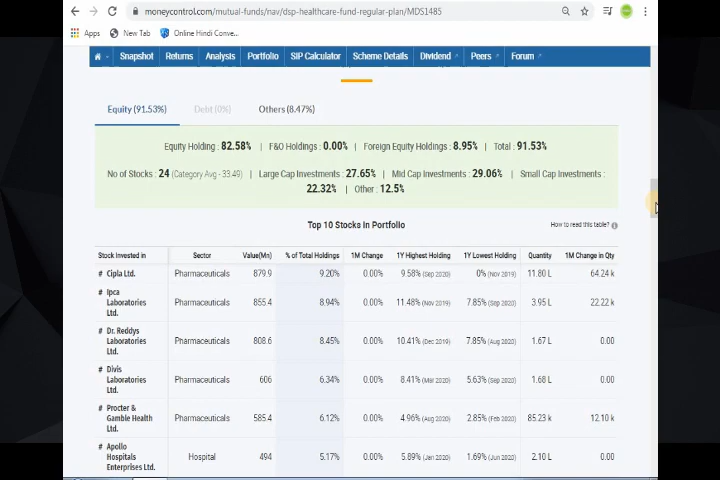 moneycontrol.com/mutual-funds/nav/dsp-healthcare-fund-regular-plan/MDS1485
Apps New Tab Online Hindi Conve...
Snapshot Returns Analysis Portfolio SIP Calculator Scheme Details Dividend Peers Forum
Equity (91.53%) Debt (0%) Others (8.47%)
Equity Holding : 82.58% | F&O Holdings : 0.00% | Foreign Equity Holdings : 8.95% | Total : 91.53%
No of Stocks : 24 (Category Avg - 33.49) | Large Cap Investments : 27.65% | Mid Cap Investments : 29.06% | Small Cap Investments :
22.32% | Other : 12.5%
Top 10 Stocks in Portfolio How to read this table?
Stock Invested in Sector Value(Mn) % of Total Holdings 1M Change 1Y Highest Holding 1Y Lowest Holding Quantity 1M Change in Qty
# Cipla Ltd. Pharmaceuticals 879.9 9.20% 0.00% 9.58% (Sep 2020) 0% (Nov 2019) 11.80 L 64.24 k
# Ipca
Laboratories Pharmaceuticals 855.4 8.94% 0.00% 11.48% (Nov 2019) 7.85% (Sep 2020) 3.95 L 22.22 k
Ltd.
# Dr. Reddys
Laboratories Pharmaceuticals 808.6 8.45% 0.00% 10.41% (Dec 2019) 7.85% (Aug 2020) 1.67 L 0.00
Ltd.
# Divis
Laboratories Pharmaceuticals 606 6.34% 0.00% 8.41% (Mar 2020) 5.63% (Sep 2020) 1.68 L 0.00
Ltd.
# Procter &
Gamble Health Pharmaceuticals 585.4 6.12% 0.00% 4.96% (Aug 2020) 2.85% (Feb 2020) 85.23 k 12.10 k
Ltd.
# Apollo
Hospitals Hospital 494 5.17% 0.00% 5.89% (Jan 2020) 1.69% (Jun 2020) 2.10 L 0.00
Enterprises Ltd.